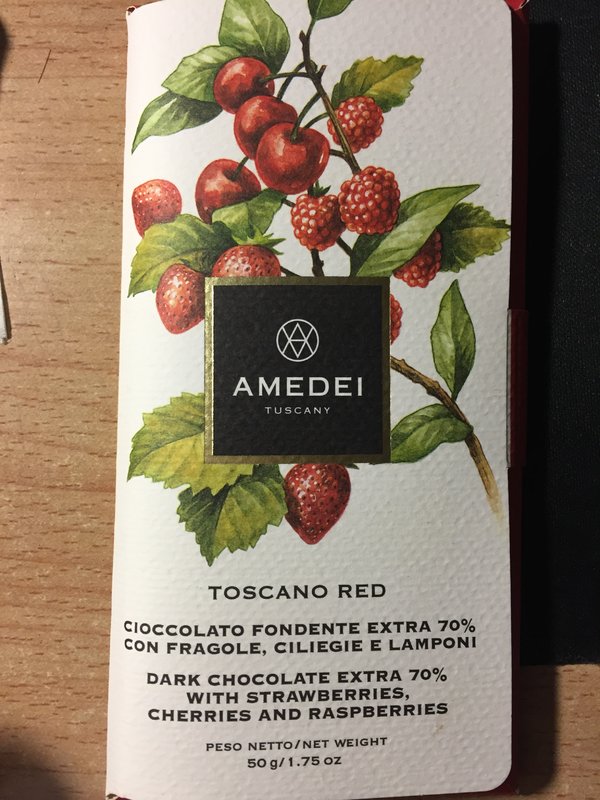 AMEDEI
TUSCANY
TOSCANO RED
CIOCCOLATO FONDENTE EXTRA 70%
CON FRAGOLE, CILIEGIE E LAMPONI
DARK CHOCOLATE EXTRA 70%
WITH STRAWBERRIES,
CHERRIES AND RASPBERRIES
PESO NETTO/NET WEIGHT
50 g/1.75 oz